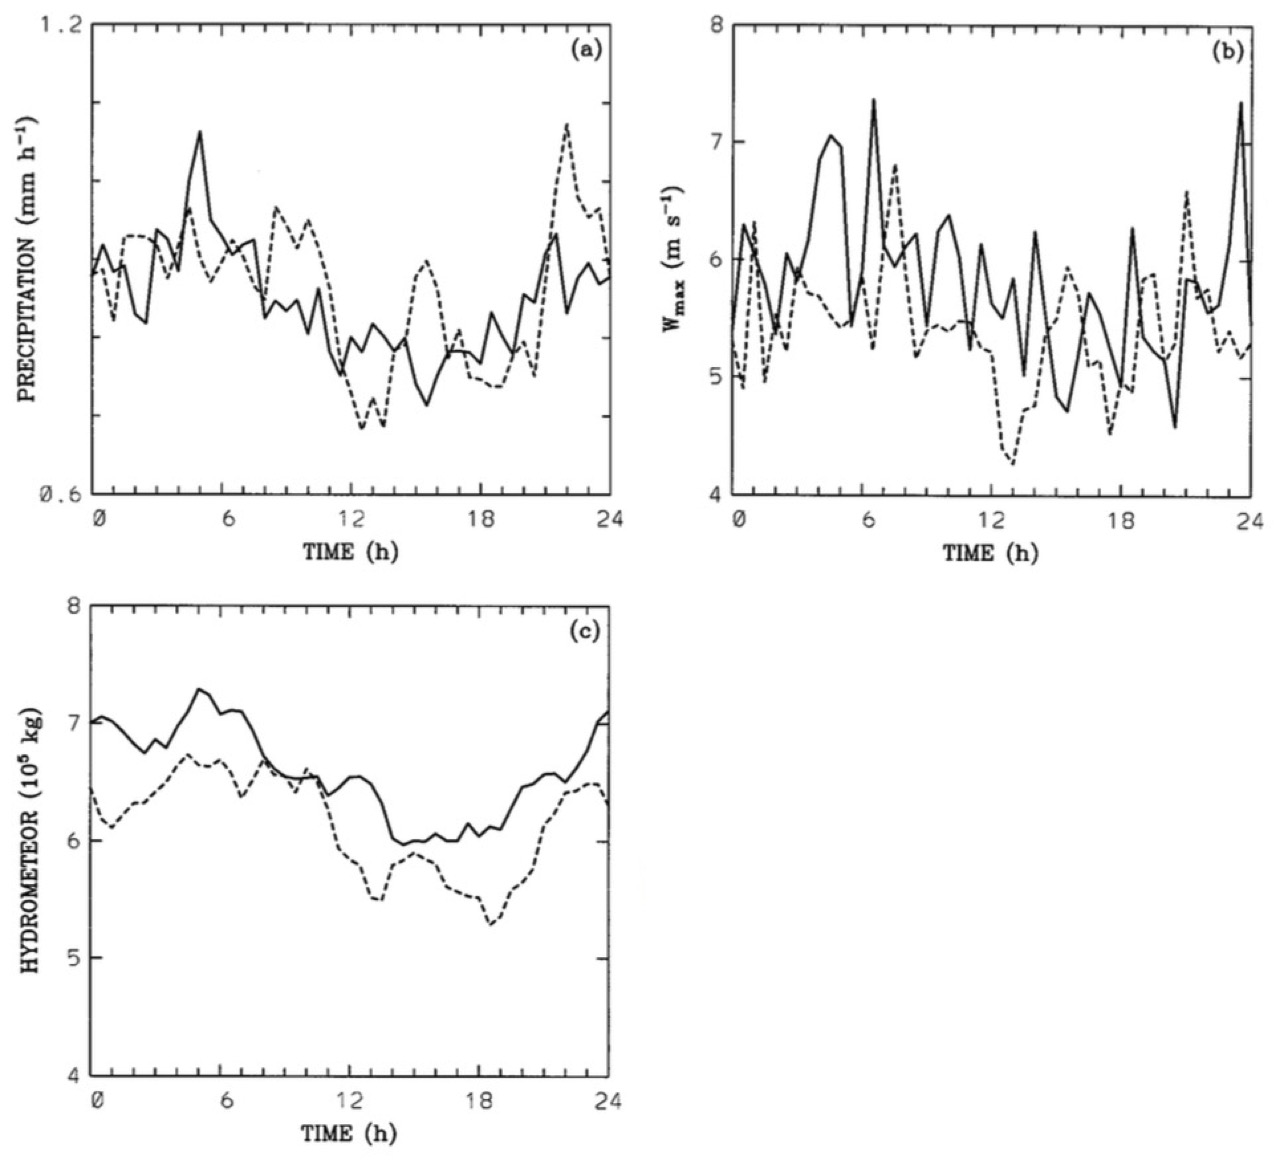 1.2
(a)
PRECIPITATION (mm h⁻¹)
0.6
0 6 12 18 24
TIME (h)
8
(b)
7
6
Wmax (m s⁻¹)
5
4
0 6 12 18 24
TIME (h)
8
(c)
7
HYDROMETEOR (10⁵ kg)
6
5
4
0 6 12 18 24
TIME (h)